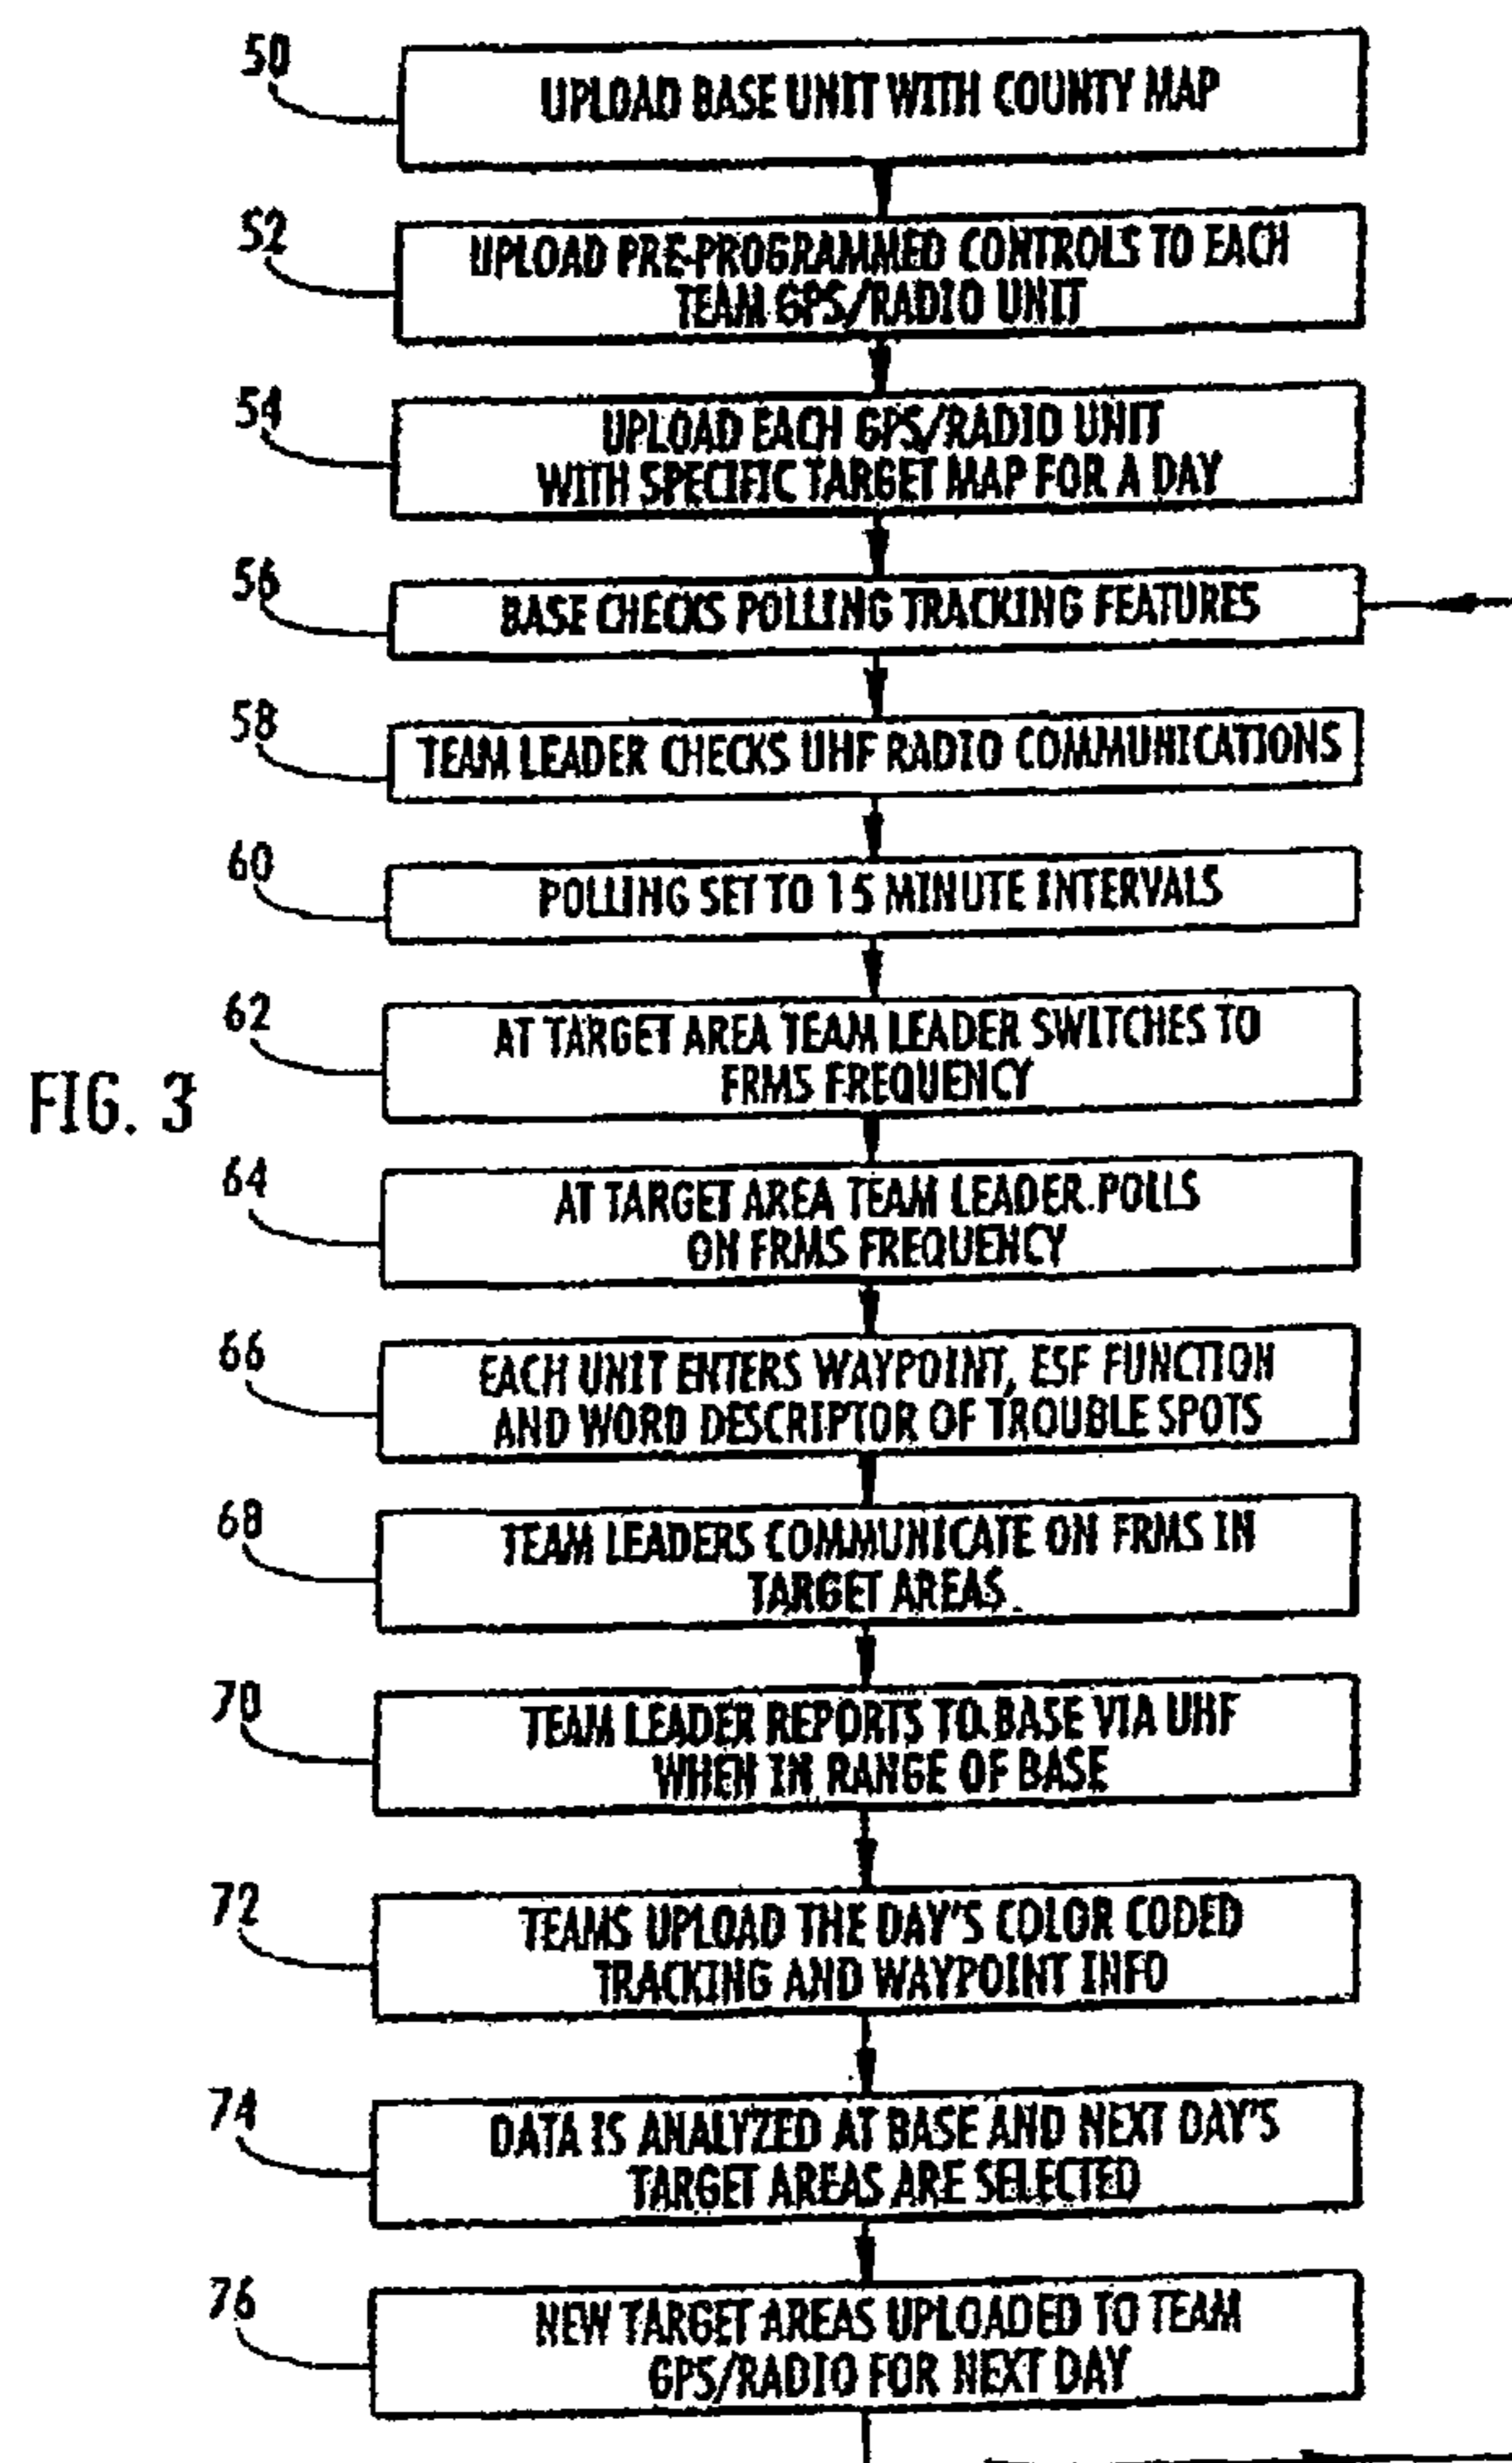 50
UPLOAD BASE UNIT WITH COUNTY MAP
52
UPLOAD PRE-PROGRAMMED CONTROLS TO EACH
TEAM GPS/RADIO UNIT
54
UPLOAD EACH GPS/RADIO UNIT
WITH SPECIFIC TARGET MAP FOR A DAY
56
BASE CHECKS POLLING TRACKING FEATURES
58
TEAM LEADER CHECKS UHF RADIO COMMUNICATIONS
60
POLLING SET TO 15 MINUTE INTERVALS
62
AT TARGET AREA TEAM LEADER SWITCHES TO
FRMS FREQUENCY
FIG. 3
64
AT TARGET AREA TEAM LEADER POLLS
ON FRMS FREQUENCY
66
EACH UNIT ENTERS WAYPOINT, ESF FUNCTION
AND WORD DESCRIPTOR OF TROUBLE SPOTS
68
TEAM LEADERS COMMUNICATE ON FRMS IN
TARGET AREAS
70
TEAM LEADER REPORTS TO BASE VIA UHF
WHEN IN RANGE OF BASE
72
TEAMS UPLOAD THE DAY'S COLOR CODED
TRACKING AND WAYPOINT INFO
74
DATA IS ANALYZED AT BASE AND NEXT DAY'S
TARGET AREAS ARE SELECTED
76
NEW TARGET AREAS UPLOADED TO TEAM
GPS/RADIO FOR NEXT DAY